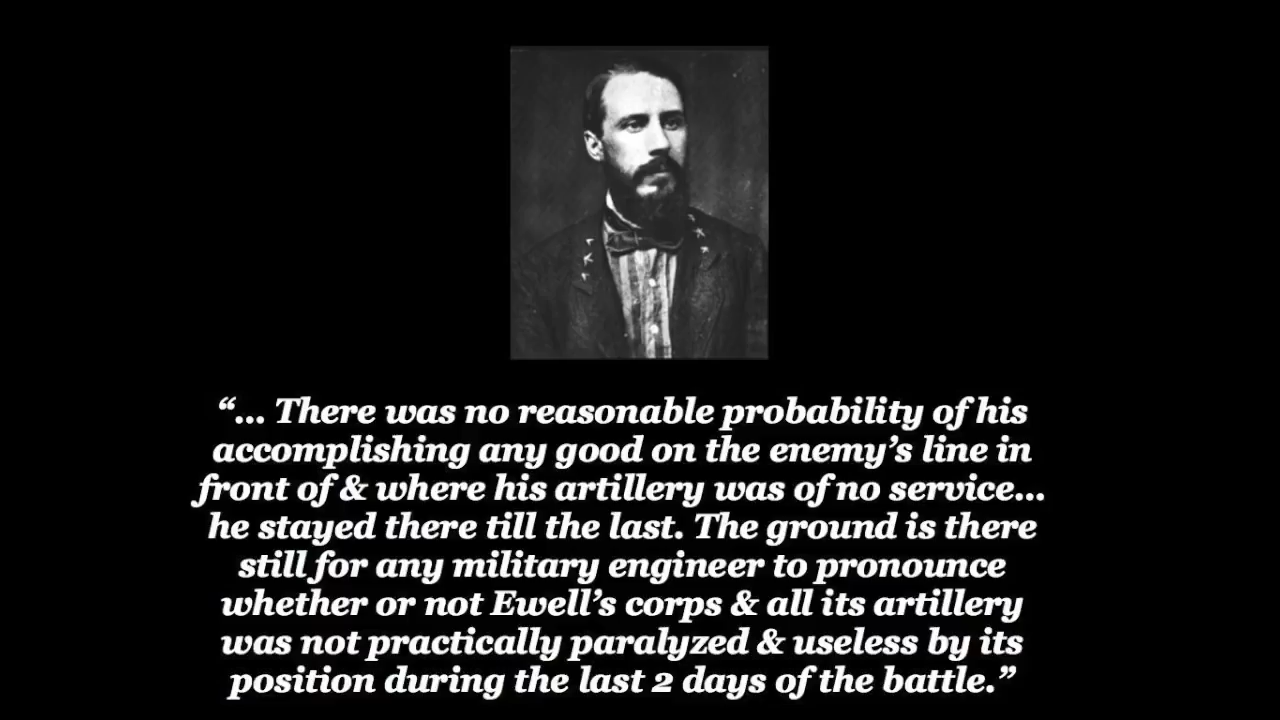 “... There was no reasonable probability of his
accomplishing any good on the enemy’s line in
front of & where his artillery was of no service...
he stayed there till the last. The ground is there
still for any military engineer to pronounce
whether or not Ewell’s corps & all its artillery
was not practically paralyzed & useless by its
position during the last 2 days of the battle.”